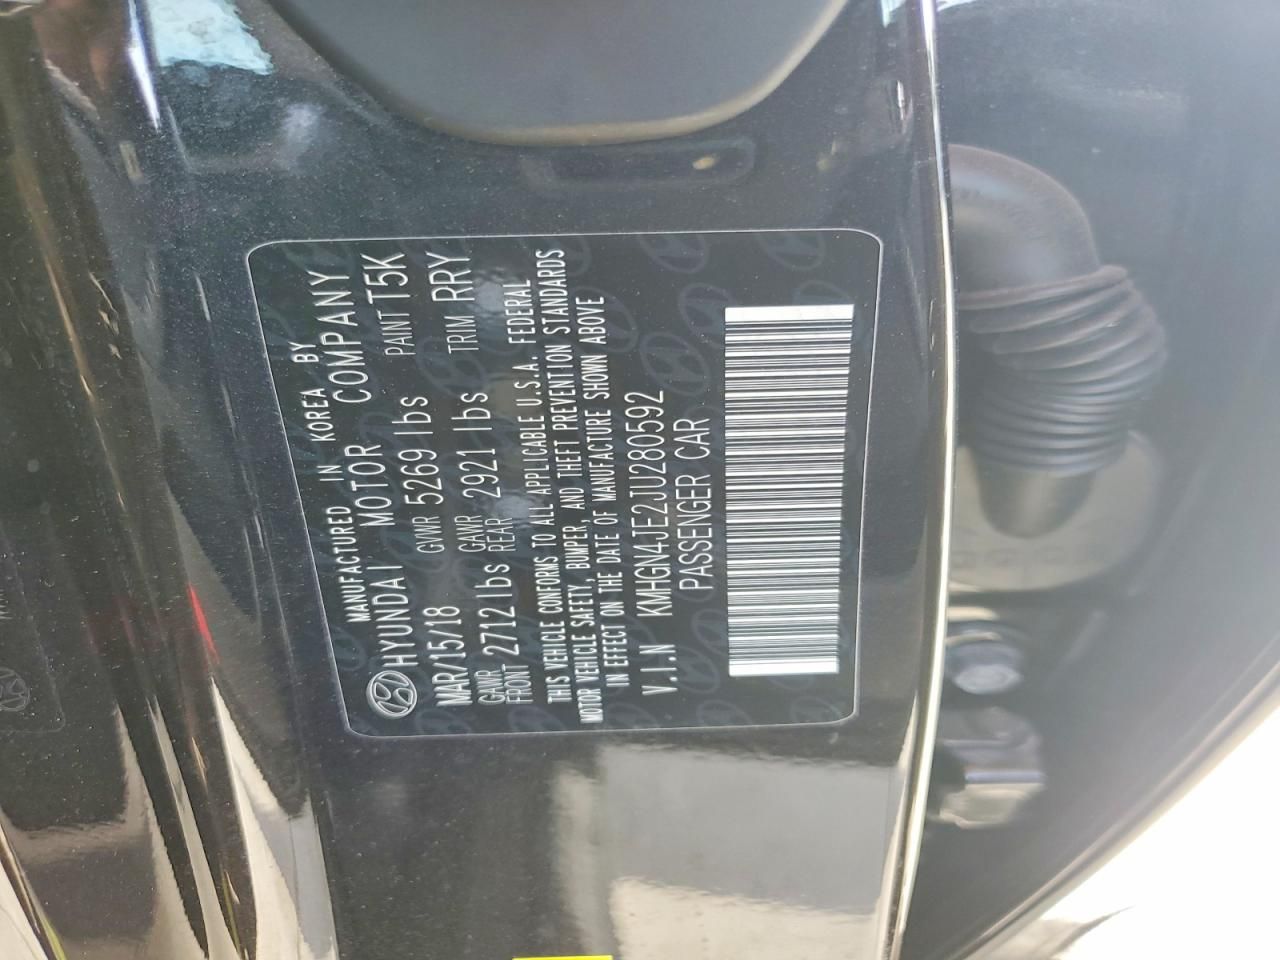 MANUFACTURED IN KOREA BY
HYUNDAI MOTOR COMPANY
MAR/15/18 GVWR 5269 lbs PAINT T5K
GAWR FRONT 2712 lbs GAWR REAR 2921 lbs TRIM RRY
THIS VEHICLE CONFORMS TO ALL APPLICABLE U.S.A. FEDERAL
MOTOR VEHICLE SAFETY, BUMPER, AND THEFT PREVENTION STANDARDS
IN EFFECT ON THE DATE OF MANUFACTURE SHOWN ABOVE
V.I.N KMHGN4JE2JU280592
PASSENGER CAR